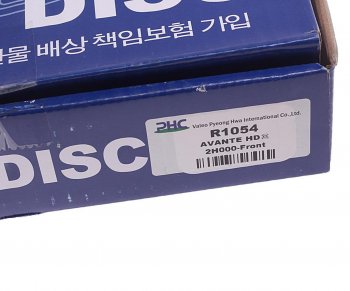 DISC
물 배상 책임보험 가입
DISC
PHC Valeo Pyeong Hwa International Co.,Ltd.
R1054
AVANTE HD
2H000-Front